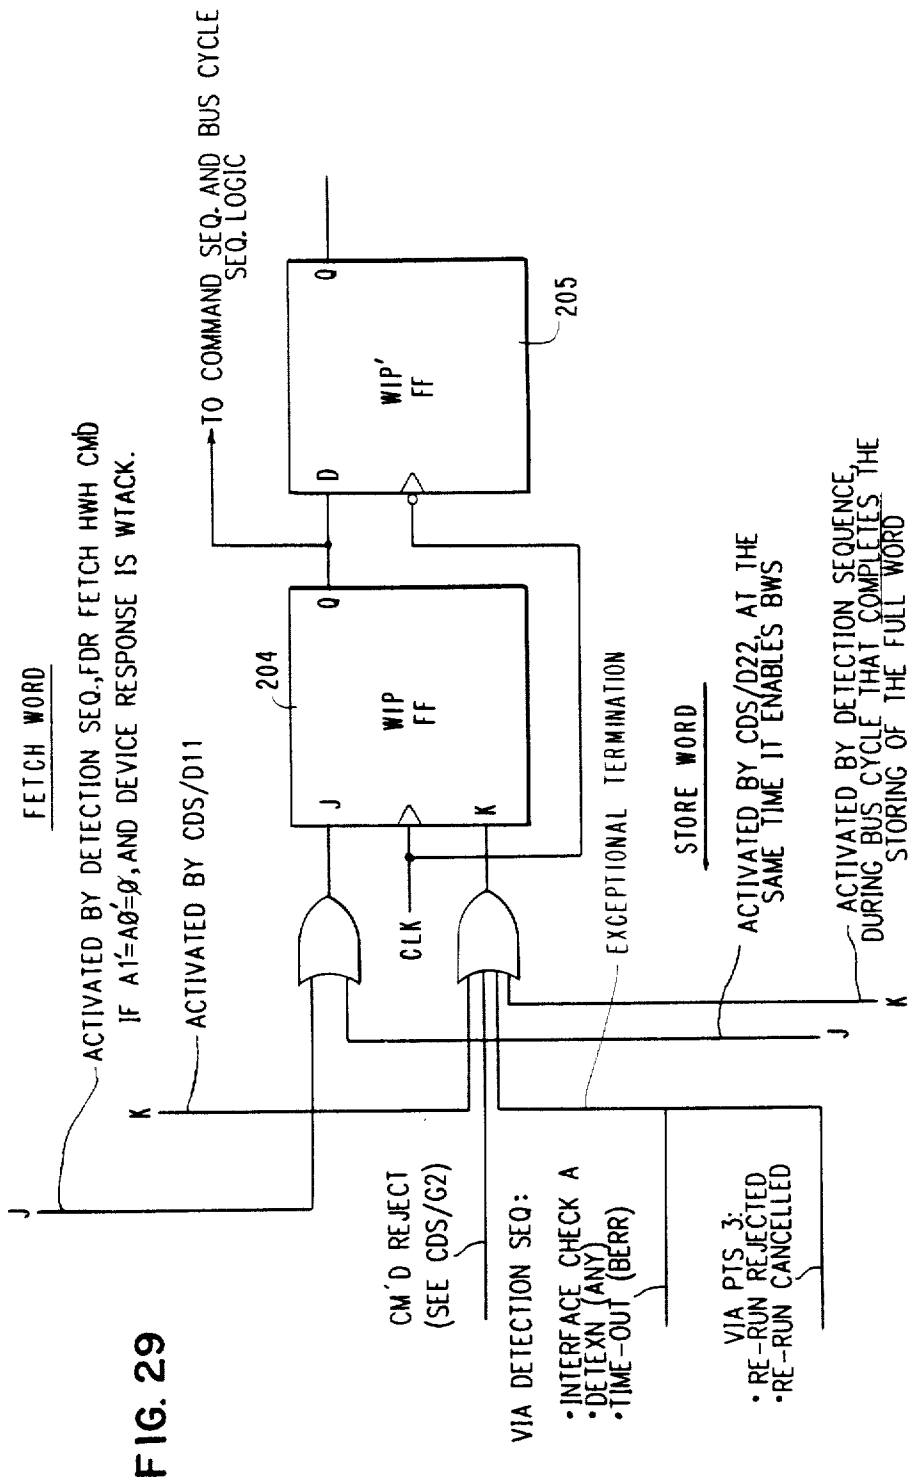 FIG. 29
FETCH WORD
J
ACTIVATED BY DETECTION SEQ., FDR FETCH HWH CM'D
IF A1'=A0'=0, AND DEVICE RESPONSE IS WTACK.
K
ACTIVATED BY CDS/D11
TO COMMAND SEQ. AND BUS CYCLE
SEQ. LOGIC
204
J
Q
WIP
FF
K
CLK
D
Q
WIP'
FF
205
CM'D REJECT
(SEE CDS/G2)
VIA DETECTION SEQ:
•INTERFACE CHECK A
•DETEXN (ANY)
•TIME-OUT (BERR)
VIA PTS 3:
•RE-RUN REJECTED
•RE-RUN CANCELLED
EXCEPTIONAL TERMINATION
STORE WORD
J
ACTIVATED BY CDS/D22, AT THE
SAME TIME IT ENABLES BWS
K
ACTIVATED BY DETECTION SEQUENCE,
DURING BUS CYCLE THAT COMPLETES THE
STORING OF THE FULL WORD